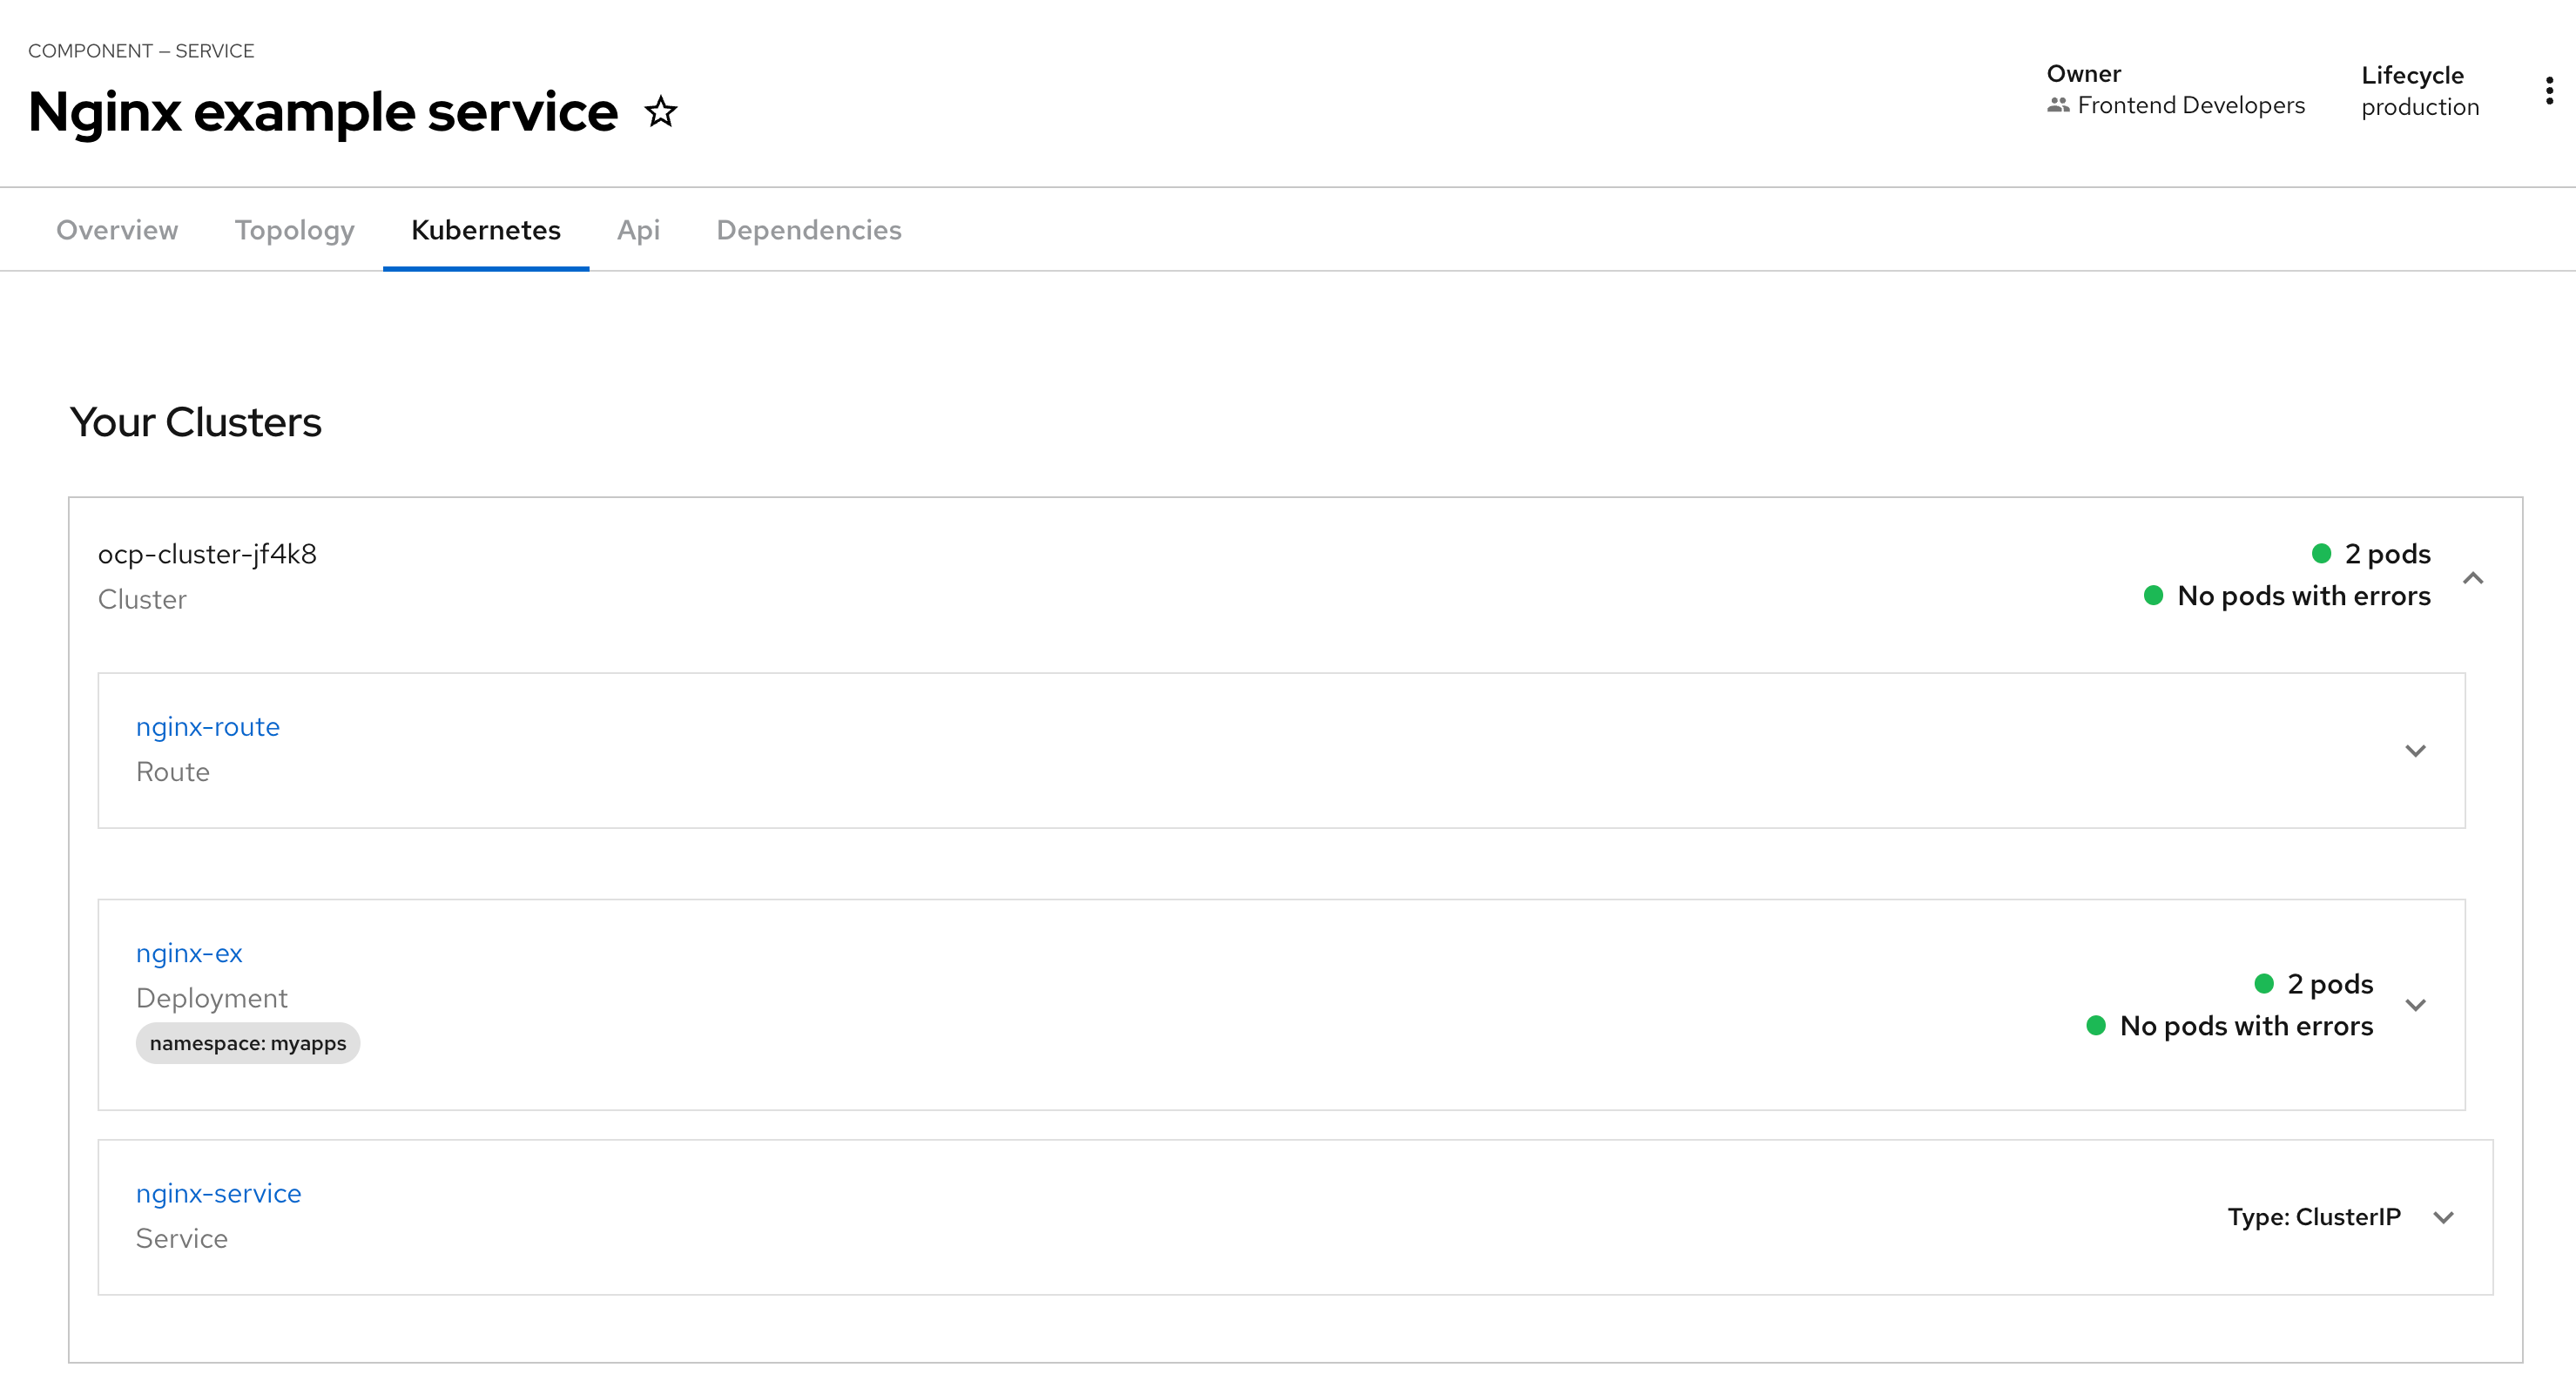 COMPONENT – SERVICE
Nginx example service
Owner
Frontend Developers
Lifecycle
production
Overview Topology Kubernetes Api Dependencies
Your Clusters
ocp-cluster-jf4k8
Cluster
2 pods
No pods with errors
nginx-route
Route
nginx-ex
Deployment
namespace: myapps
2 pods
No pods with errors
nginx-service
Service
Type: ClusterIP